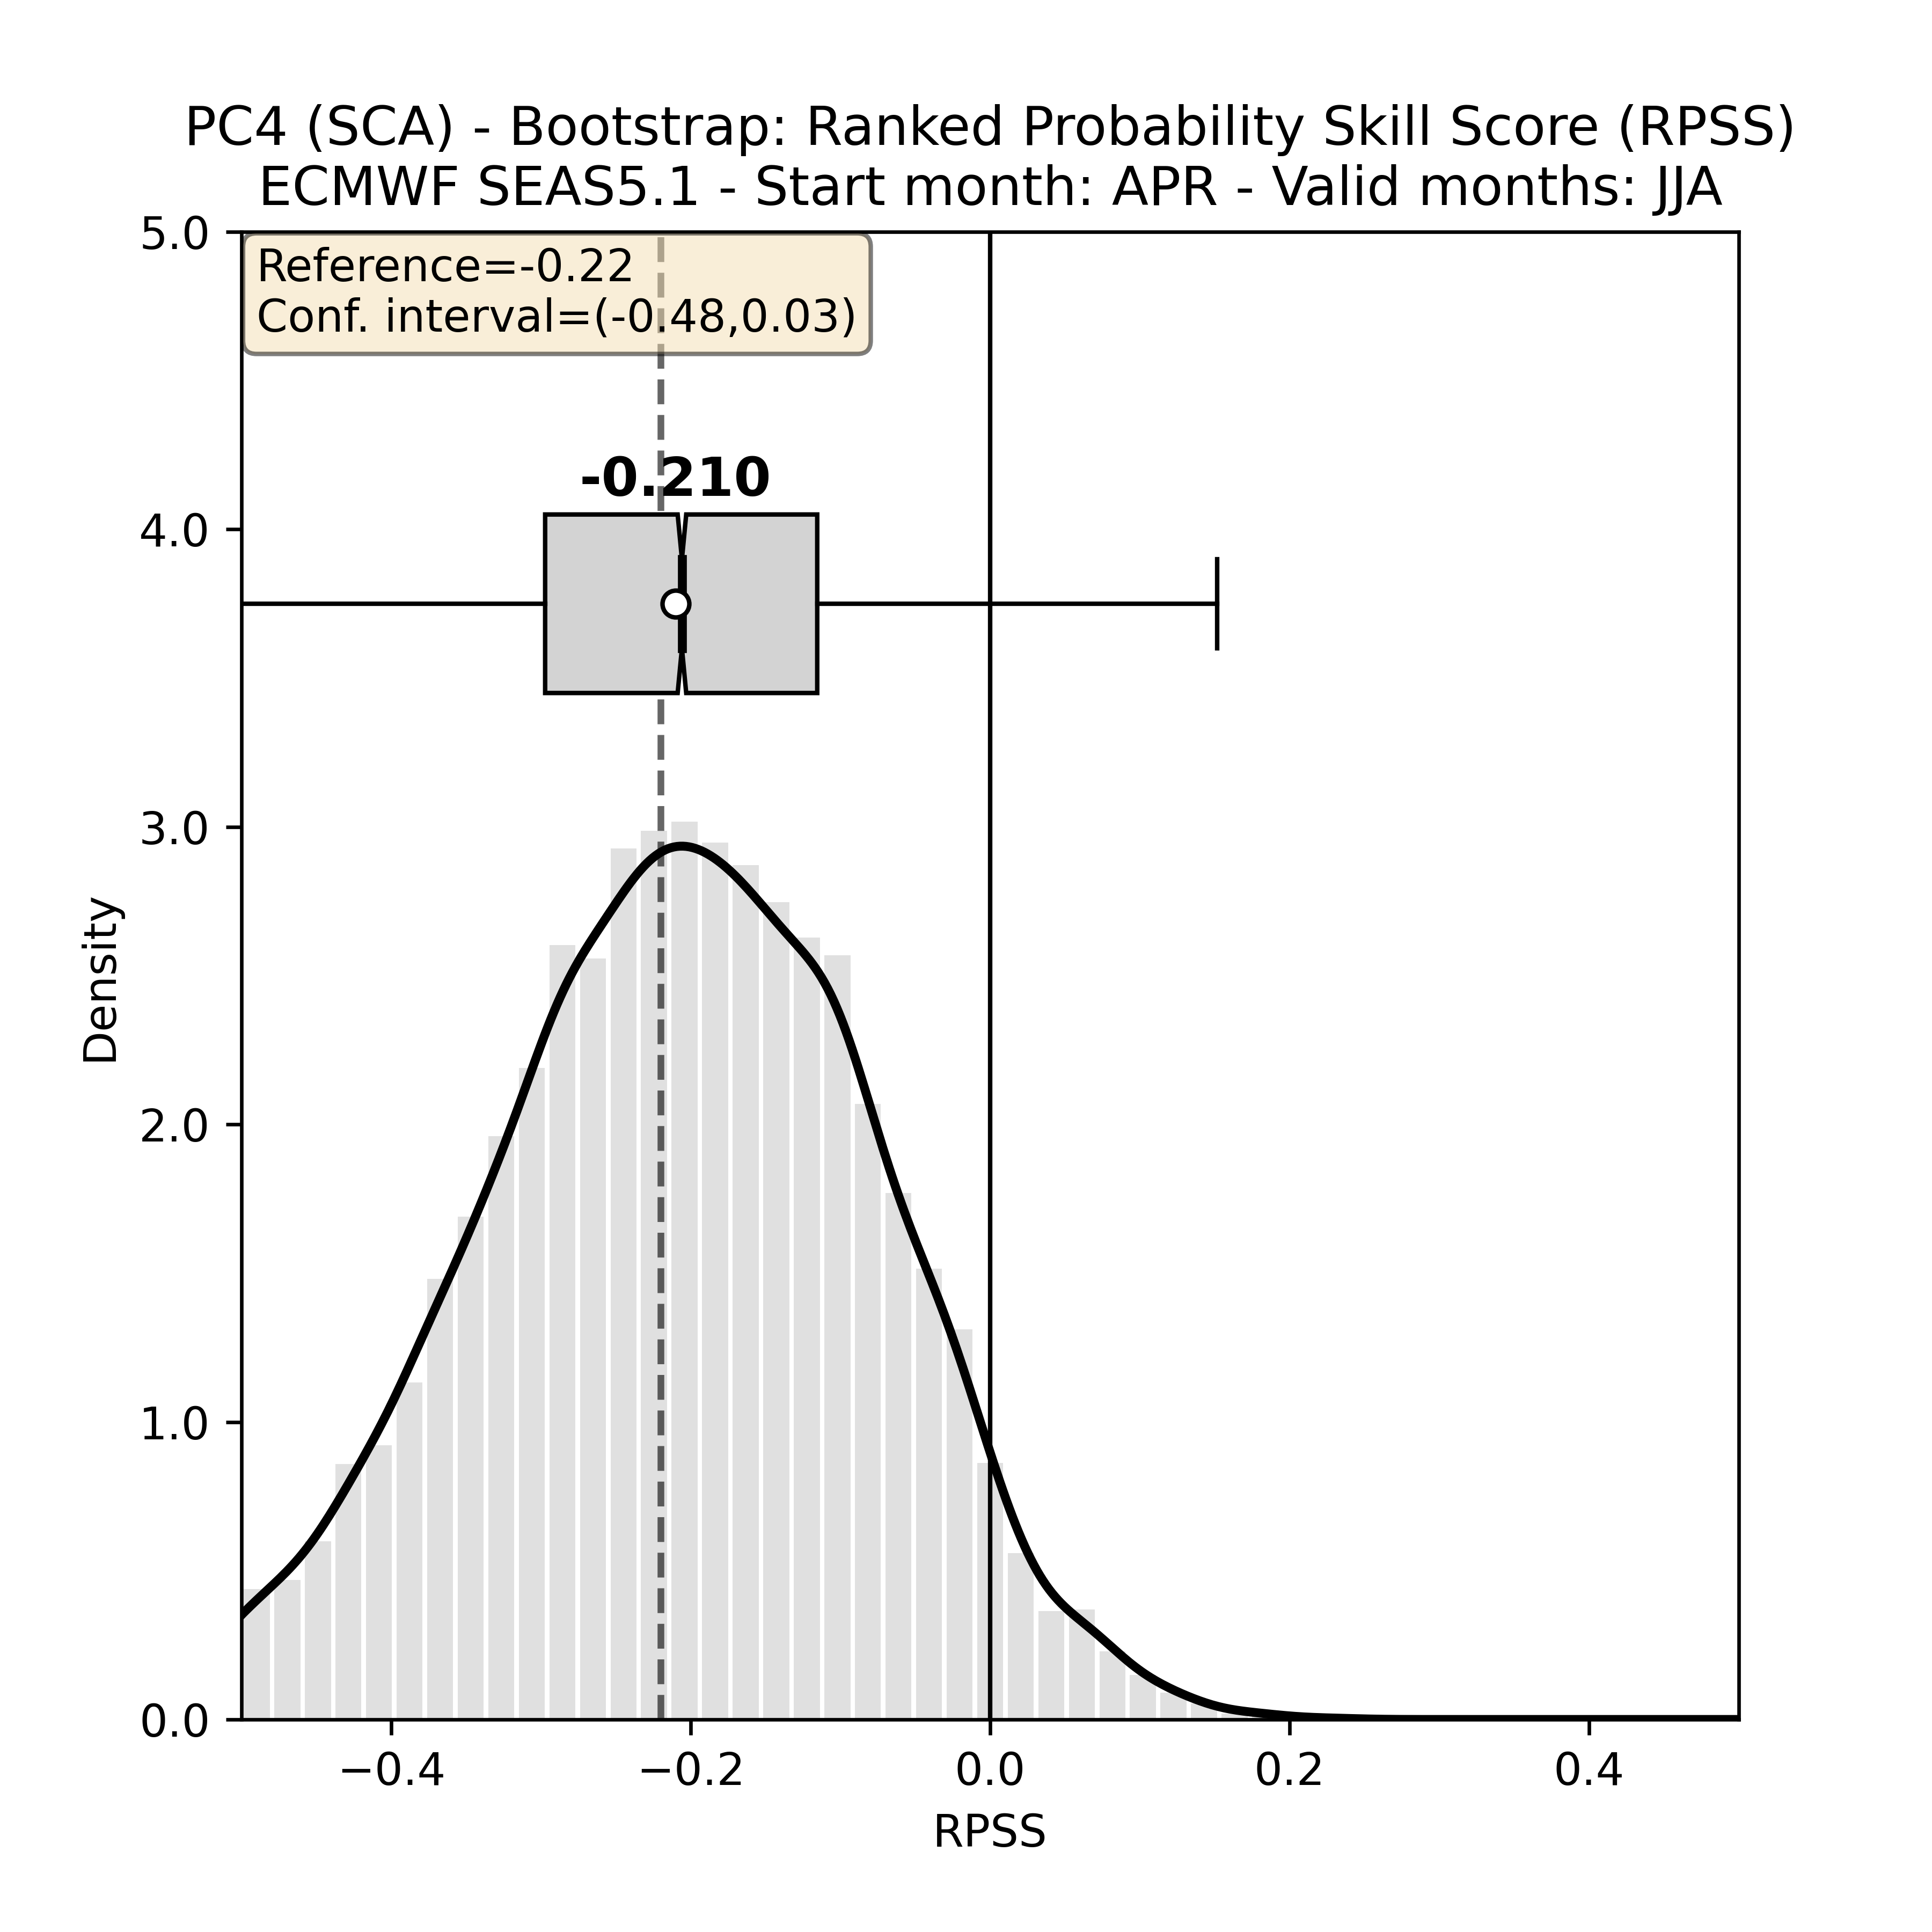 PC4 (SCA) - Bootstrap: Ranked Probability Skill Score (RPSS)
ECMWF SEAS5.1 - Start month: APR - Valid months: JJA
Reference=-0.22
Conf. interval=(-0.48,0.03)
-0.210
5.0
4.0
3.0
2.0
1.0
0.0
Density
−0.4
−0.2
0.0
0.2
0.4
RPSS